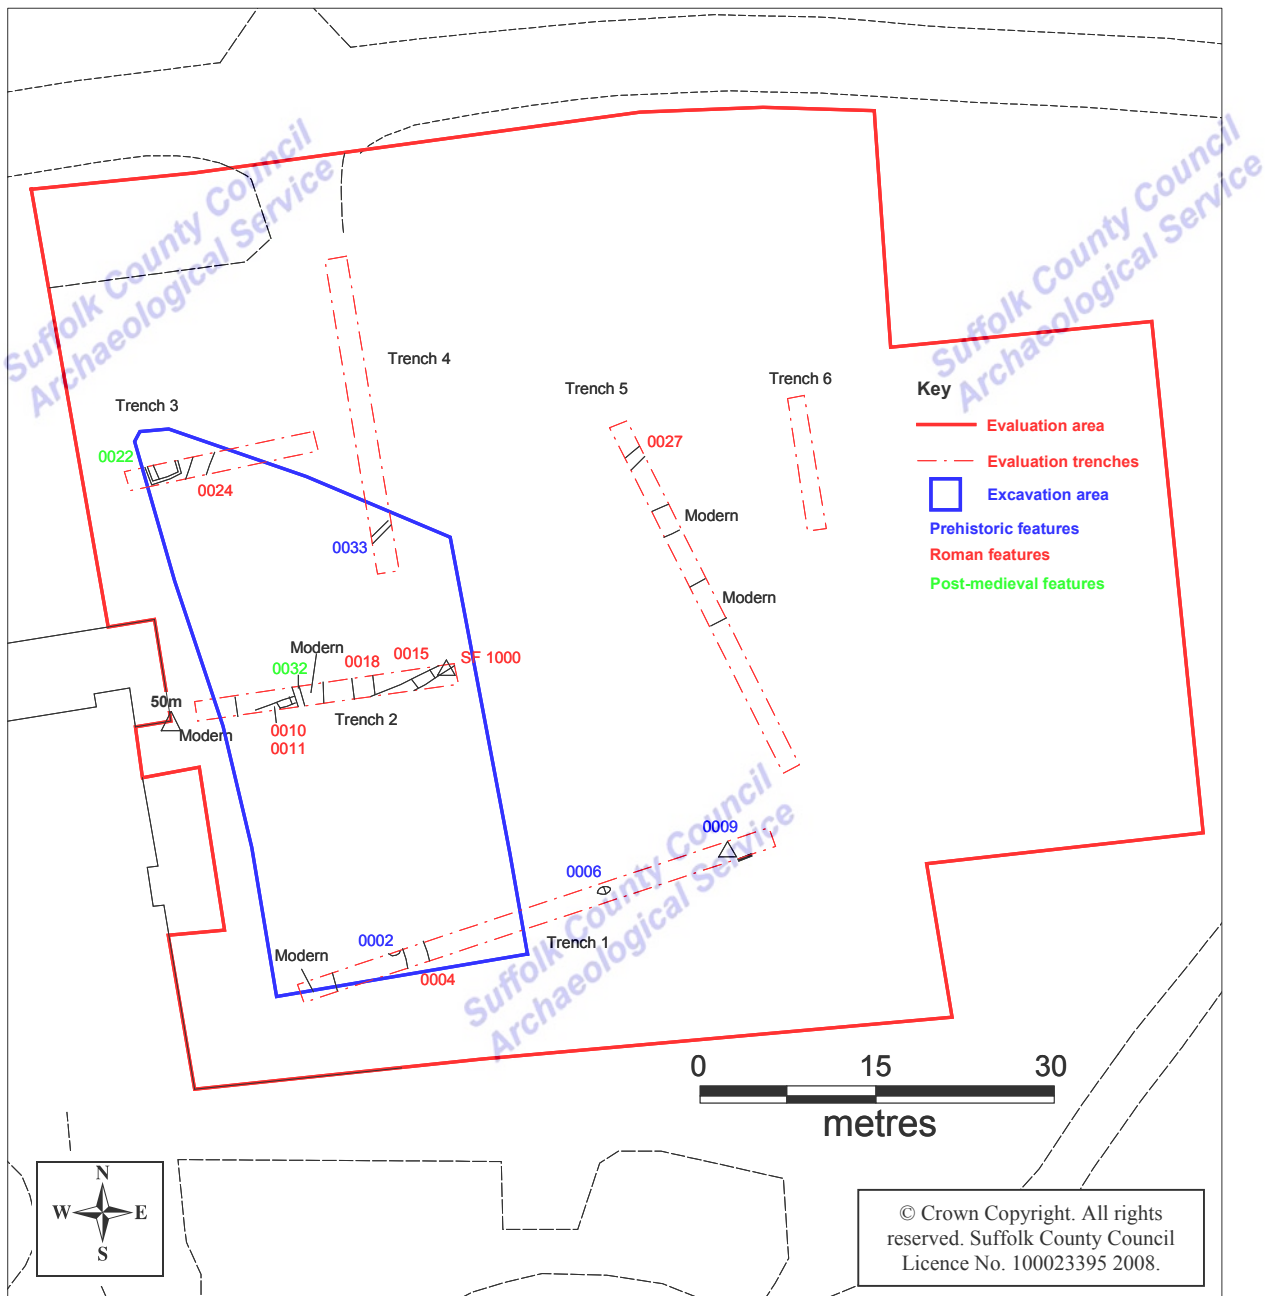 Suffolk County Council
Archaeological Service
Suffolk County Council
Archaeological Service
Trench 4
Trench 5
Trench 6
Trench 3
Key
Evaluation area
Evaluation trenches
Excavation area
Prehistoric features
Roman features
Post-medieval features
0022
0024
0027
Modern
0033
Modern
Modern
0032
0018
0015
SF 1000
50m
Modern
Trench 2
0010
0011
Suffolk County Council
Archaeological Service
0009
0006
0002
Trench 1
Modern
0004
0 15 30
metres
N
W E
S
© Crown Copyright. All rights
reserved. Suffolk County Council
Licence No. 100023395 2008.